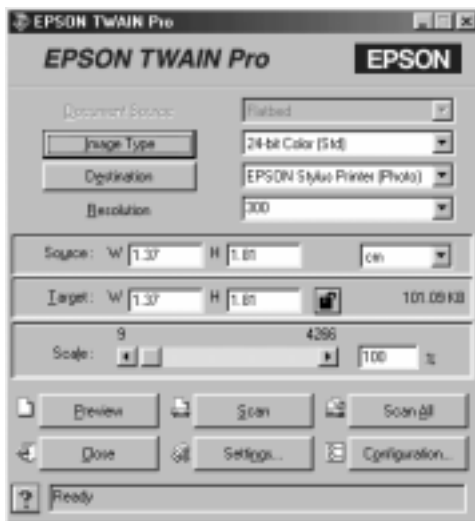 EPSON TWAIN Pro
EPSON TWAIN Pro EPSON
Document Source: Flatbed
Image Type 24-bit Color (Std)
Destination EPSON Stylus Printer (Photo)
Resolution 300
Source: W 1.37 H 1.81 cm
Target: W 1.37 H 1.81 101.09 KB
9 4266
Scale: 100 %
Preview Scan Scan All
Close Settings... Configuration...
? Ready